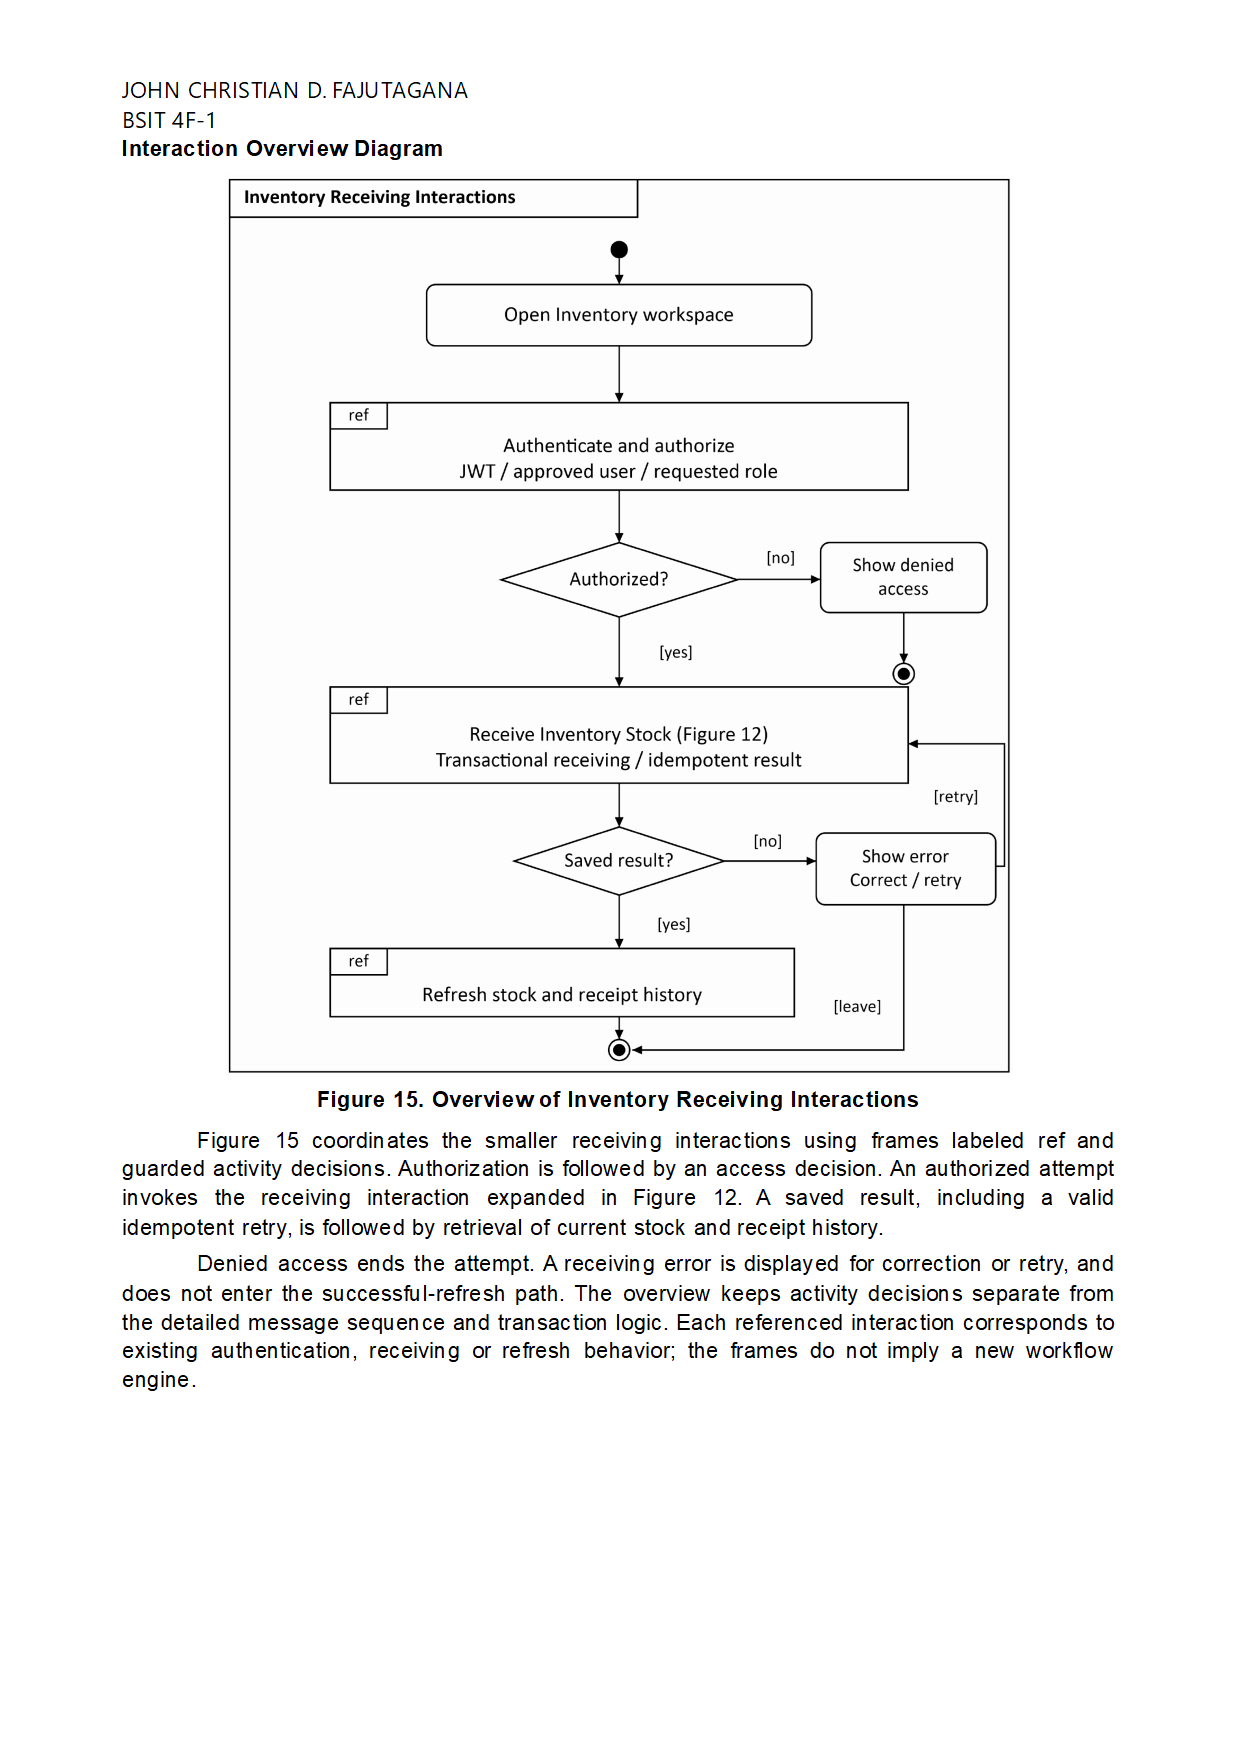 JOHN CHRISTIAN D. FAJUTAGANA
BSIT 4F-1
Interaction Overview Diagram
Inventory Receiving Interactions
Open Inventory workspace
ref
Authenticate and authorize
JWT / approved user / requested role
Authorized?
[no]
Show denied
access
[yes]
ref
Receive Inventory Stock (Figure 12)
Transactional receiving / idempotent result
[retry]
Saved result?
[no]
Show error
Correct / retry
[yes]
ref
Refresh stock and receipt history
[leave]
Figure 15. Overview of Inventory Receiving Interactions
Figure 15 coordinates the smaller receiving interactions using frames labeled ref and
guarded activity decisions. Authorization is followed by an access decision. An authorized attempt
invokes the receiving interaction expanded in Figure 12. A saved result, including a valid
idempotent retry, is followed by retrieval of current stock and receipt history.
Denied access ends the attempt. A receiving error is displayed for correction or retry, and
does not enter the successful-refresh path. The overview keeps activity decisions separate from
the detailed message sequence and transaction logic. Each referenced interaction corresponds to
existing authentication, receiving or refresh behavior; the frames do not imply a new workflow
engine.